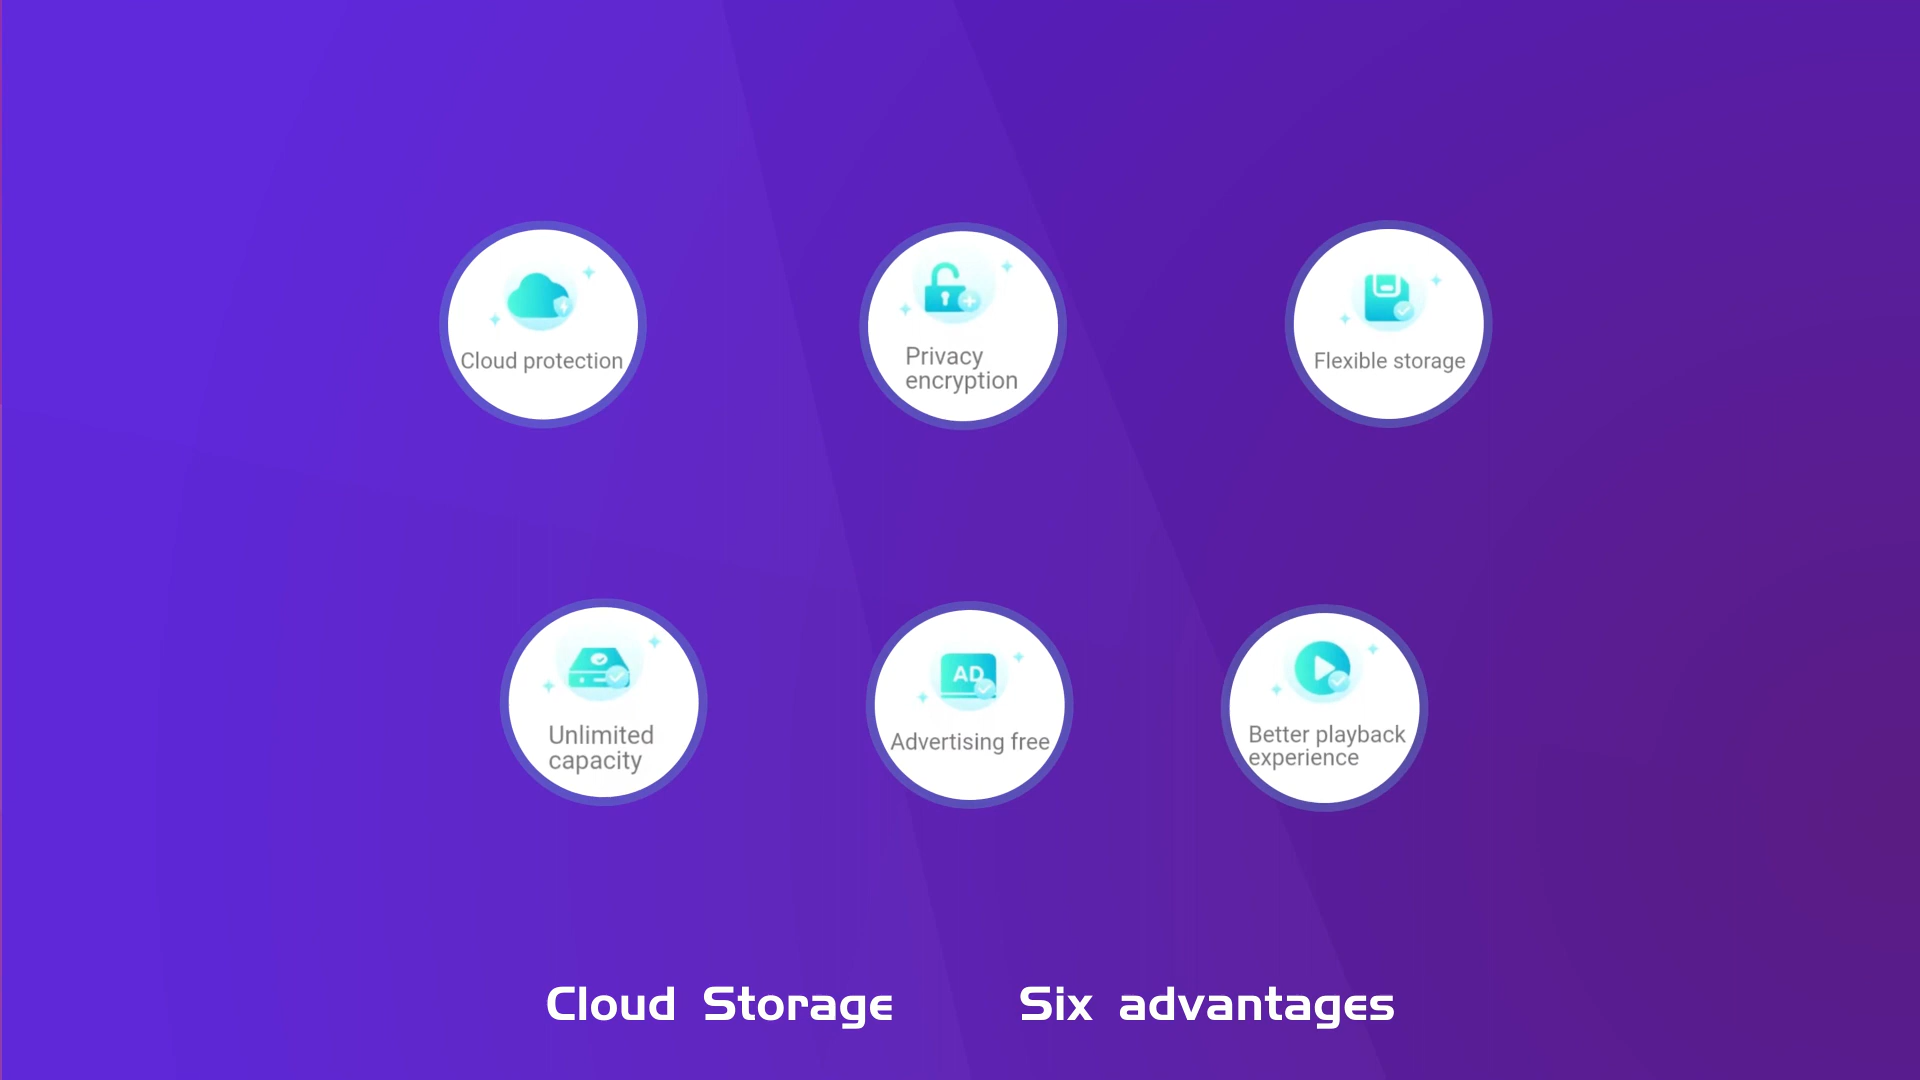 Cloud protection
Privacy
encryption
Flexible storage
Unlimited
capacity
AD
Advertising free
Better playback
experience
Cloud Storage Six advantages